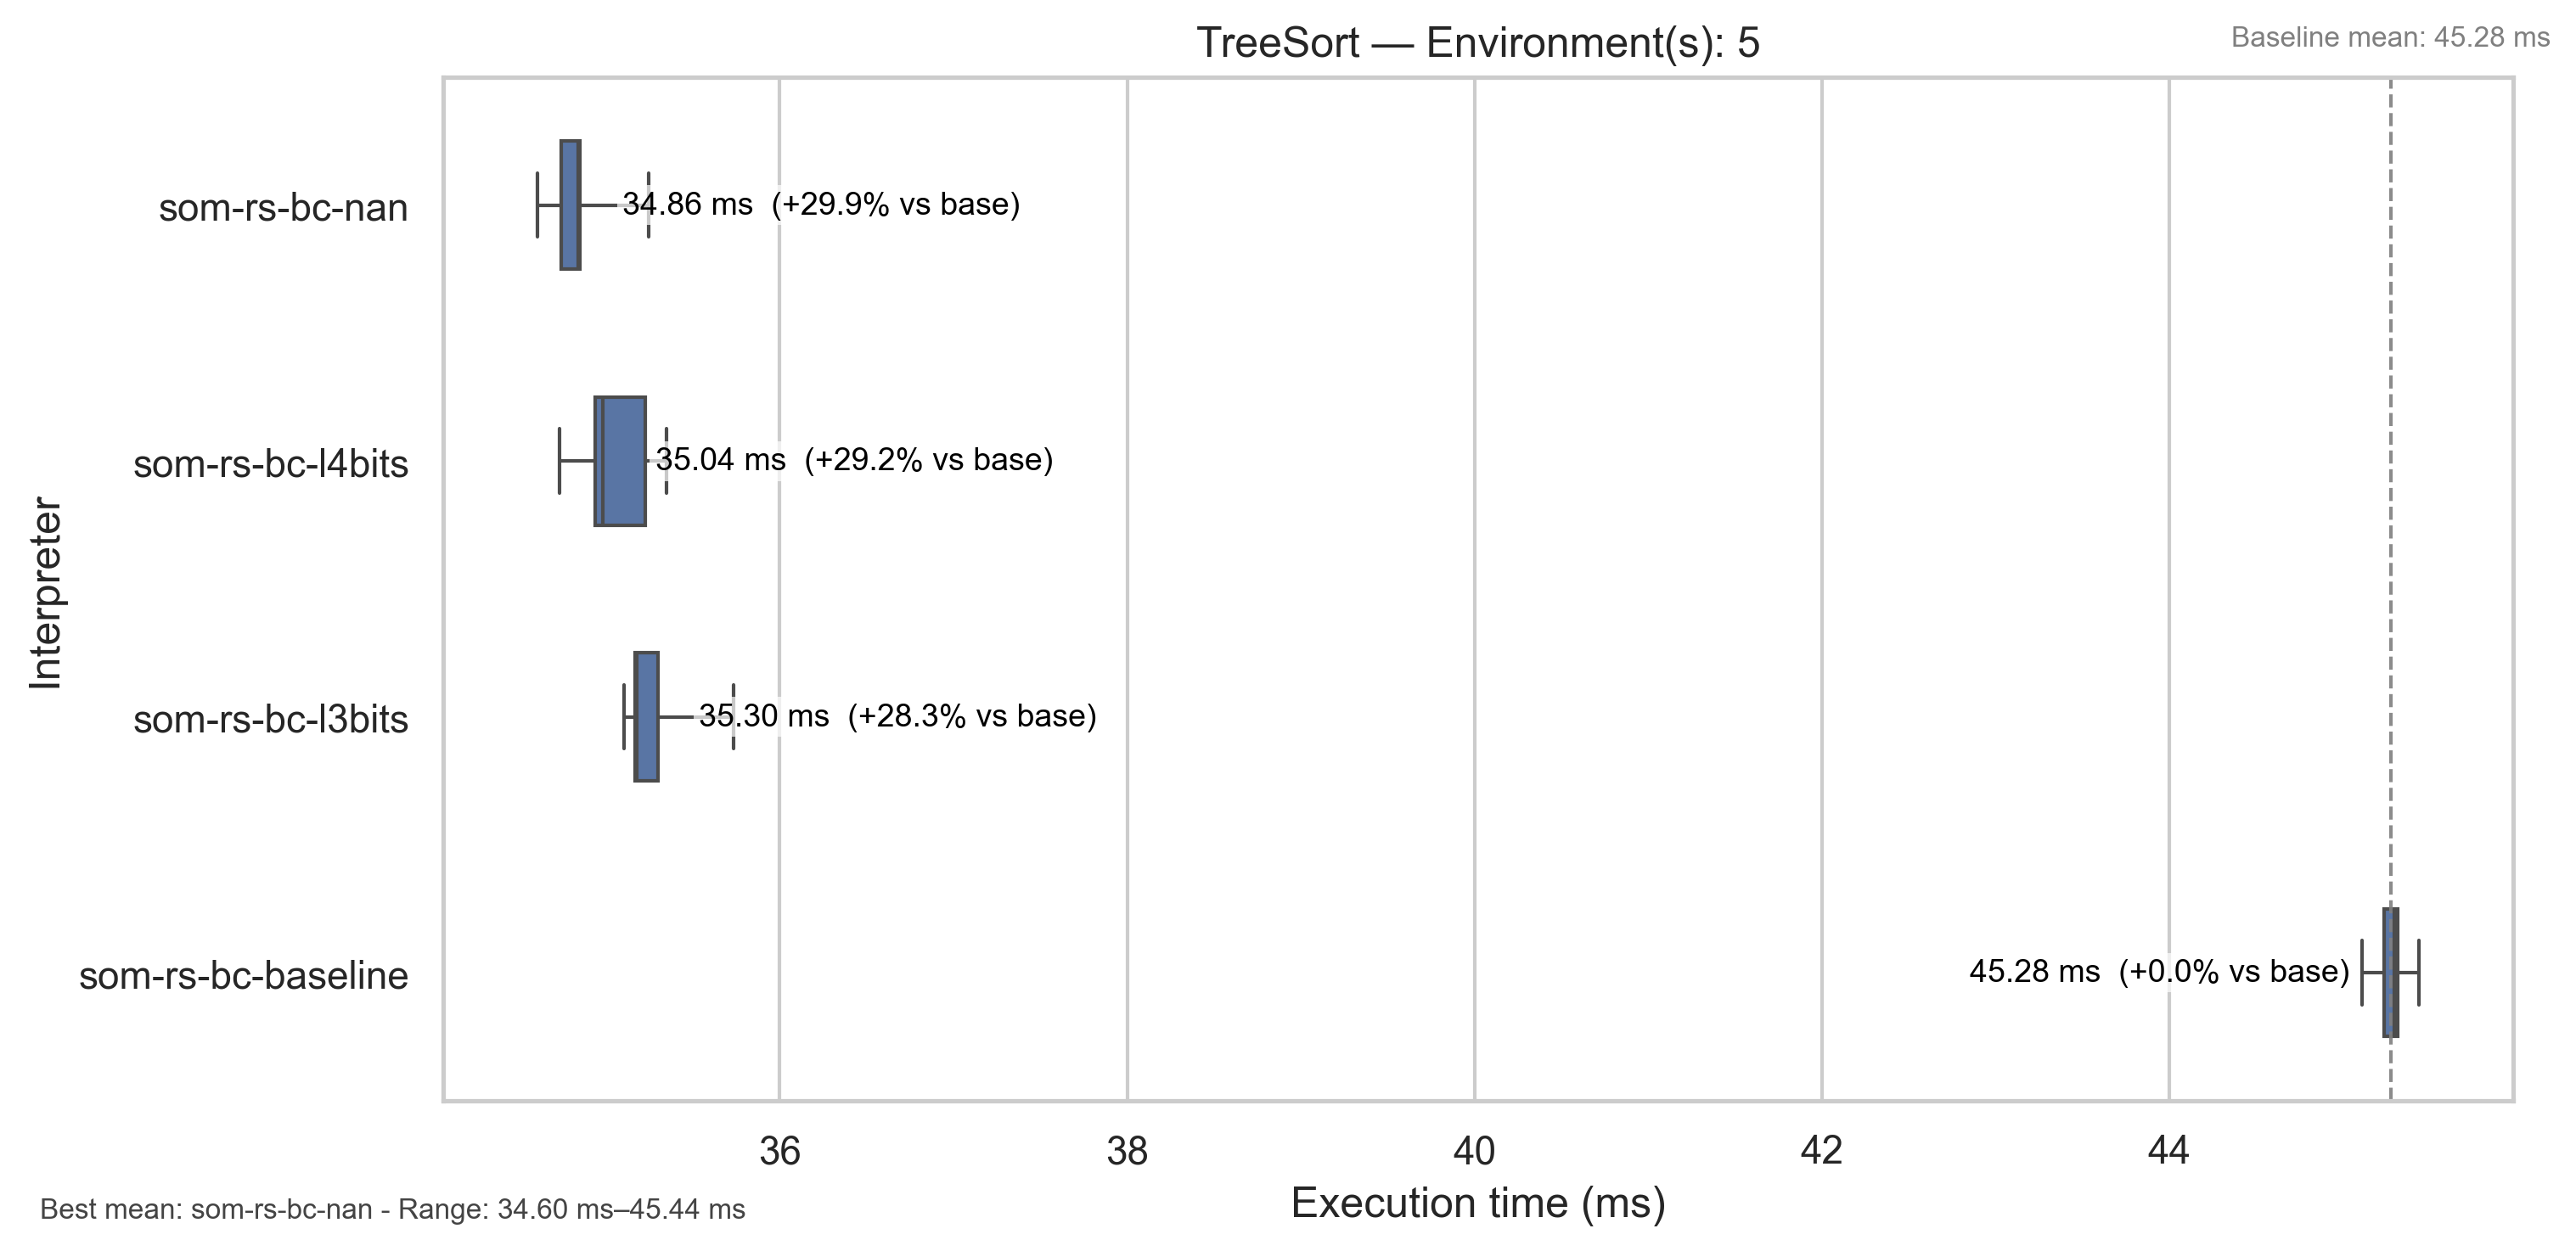 TreeSort — Environment(s): 5
Baseline mean: 45.28 ms
Interpreter
som-rs-bc-nan
34.86 ms (+29.9% vs base)
som-rs-bc-l4bits
35.04 ms (+29.2% vs base)
som-rs-bc-l3bits
35.30 ms (+28.3% vs base)
som-rs-bc-baseline
45.28 ms (+0.0% vs base)
36 38 40 42 44
Execution time (ms)
Best mean: som-rs-bc-nan - Range: 34.60 ms–45.44 ms